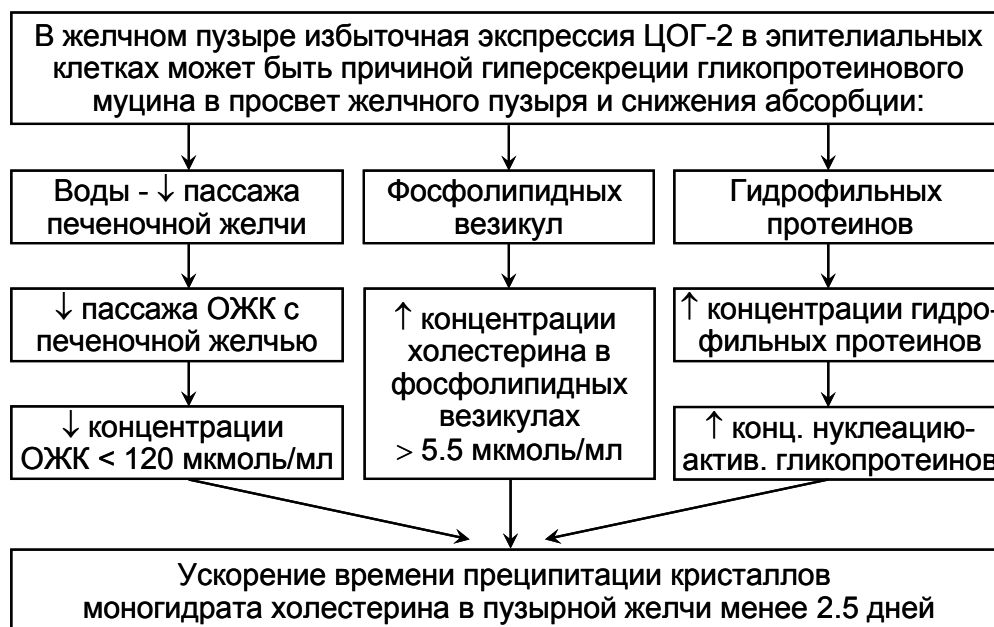 В желчном пузыре избыточная экспрессия ЦОГ-2 в эпителиальных
клетках может быть причиной гиперсекреции гликопротеинового
муцина в просвет желчного пузыря и снижения абсорбции:
Воды - ↓ пассажа
печеночной желчи
↓ пассажа ОЖК с
печеночной желчью
↓ концентрации
ОЖК < 120 мкмоль/мл
Фосфолипидных
везикул
↑ концентрации
холестерина в
фосфолипидных
везикулах
> 5.5 мкмоль/мл
Гидрофильных
протеинов
↑ концентрации гидро-
фильных протеинов
↑ конц. нуклеацию-
актив. гликопротеинов
Ускорение времени преципитации кристаллов
моногидрата холестерина в пузырной желчи менее 2.5 дней